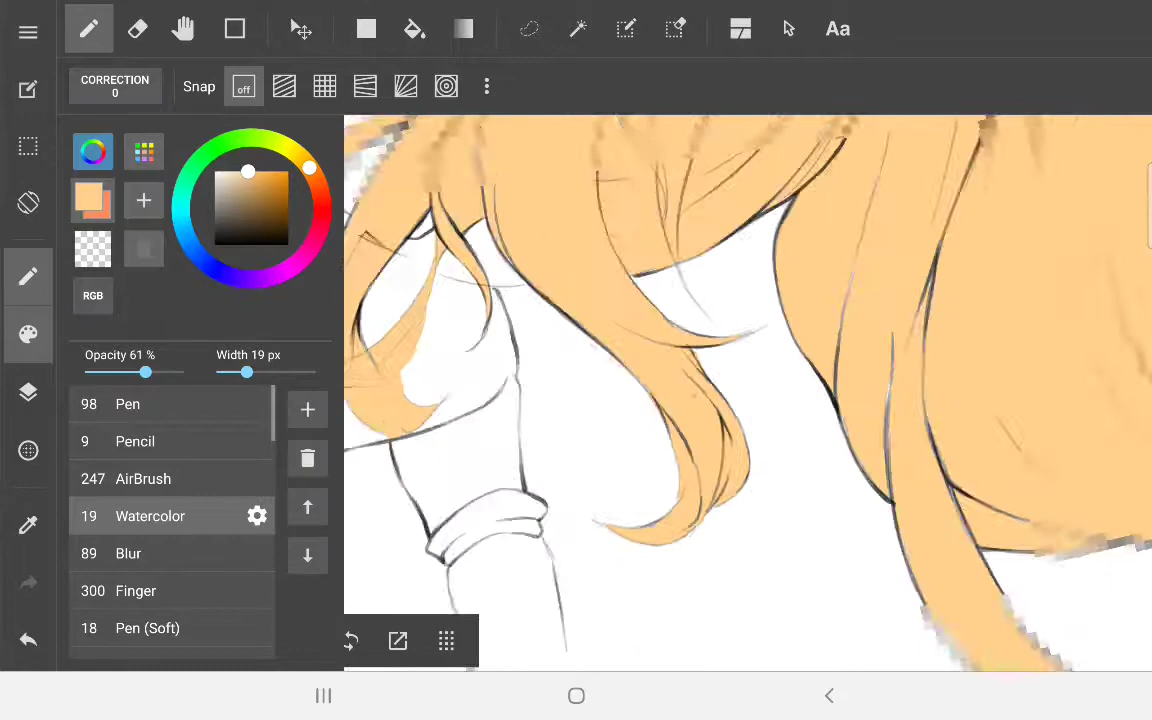 Aa
CORRECTION
0
Snap
off
RGB
Opacity 61 %
Width 19 px
98 Pen
9 Pencil
247 AirBrush
19 Watercolor
89 Blur
300 Finger
18 Pen (Soft)